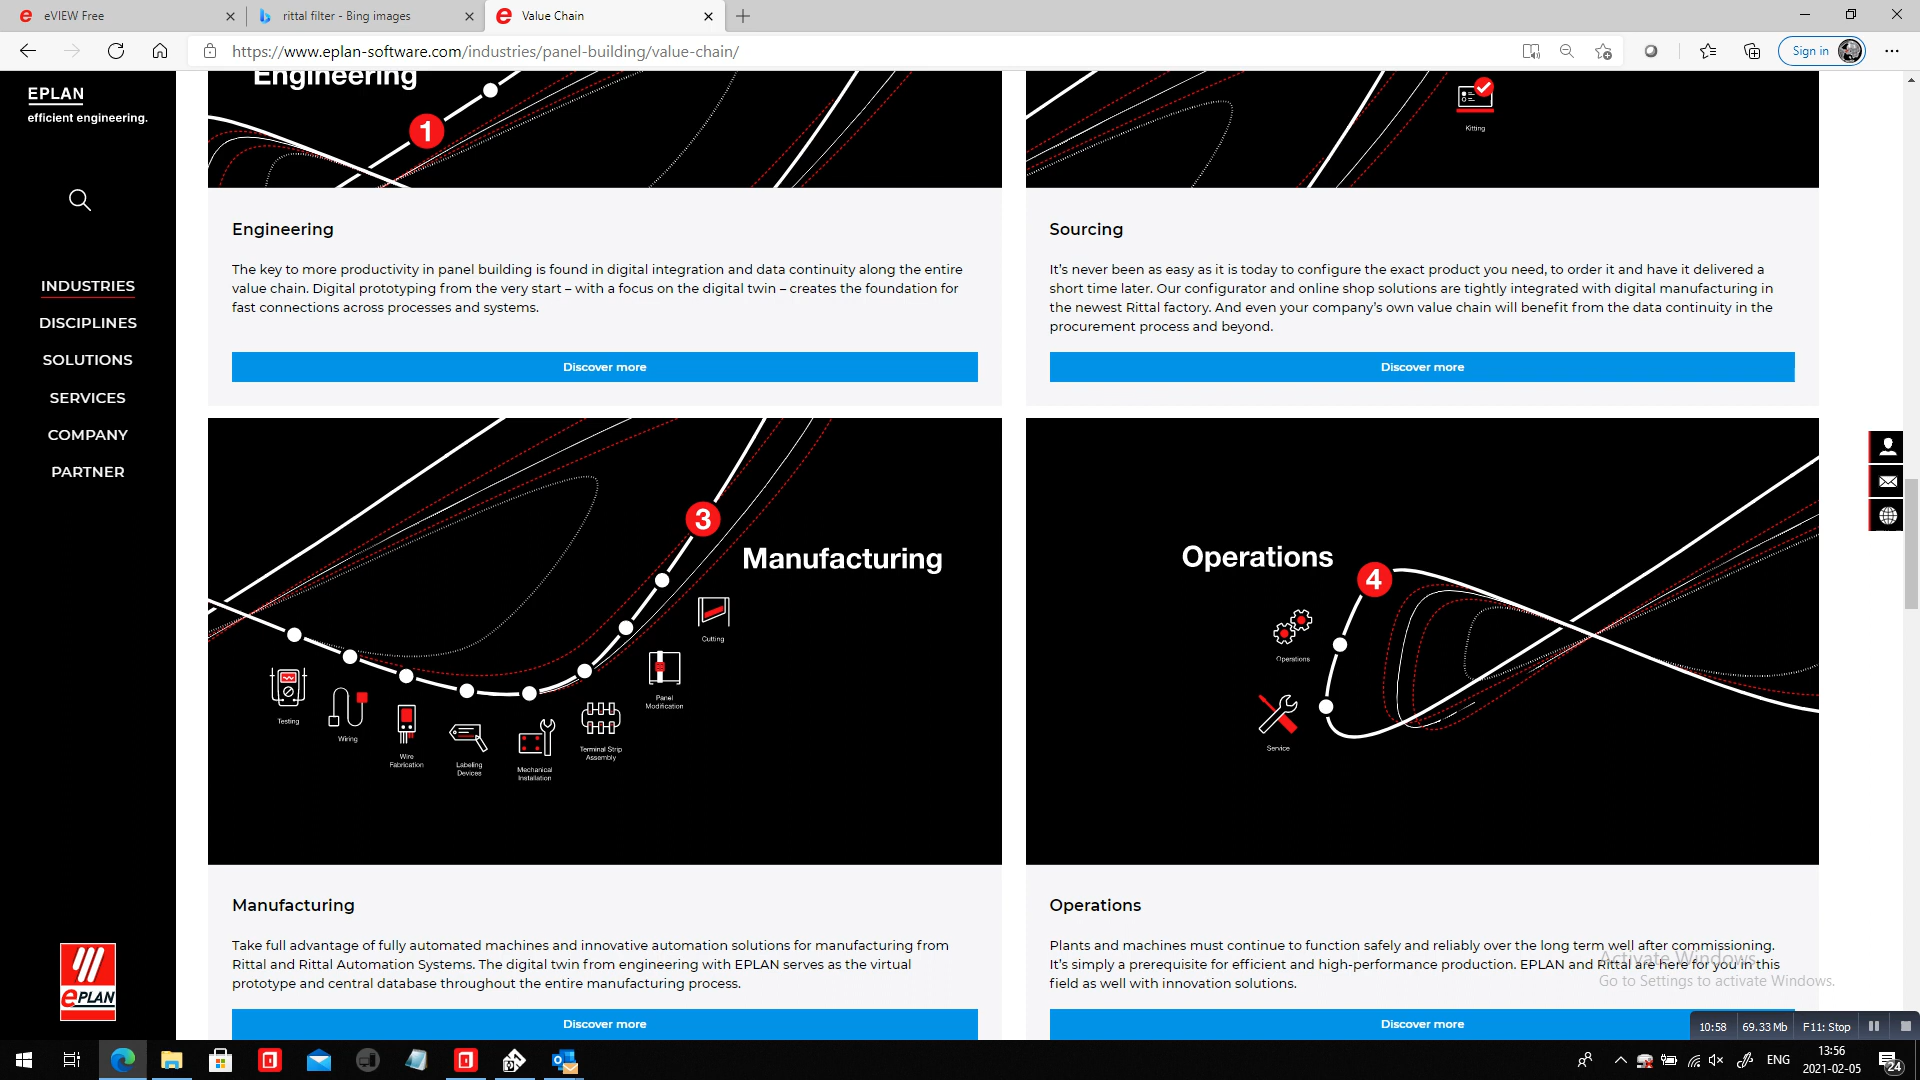 eVIEW Free
rittal filter - Bing images
Value Chain
https://www.eplan-software.com/industries/panel-building/value-chain/
Sign in
EPLAN
efficient engineering.
INDUSTRIES
DISCIPLINES
SOLUTIONS
SERVICES
COMPANY
PARTNER
ePLAN
Engineering
1
Kitting
Engineering
The key to more productivity in panel building is found in digital integration and data continuity along the entire
value chain. Digital prototyping from the very start – with a focus on the digital twin – creates the foundation for
fast connections across processes and systems.
Discover more
Sourcing
It's never been as easy as it is today to configure the exact product you need, to order it and have it delivered a
short time later. Our configurator and online shop solutions are tightly integrated with digital manufacturing in
the newest Rittal factory. And even your company's own value chain will benefit from the data continuity in the
procurement process and beyond.
Discover more
3
Manufacturing
Cutting
Panel
Modification
Terminal Strip
Assembly
Mechanical
Installation
Labeling
Devices
Wire
Fabrication
Wiring
Testing
Operations
4
Operations
Service
Manufacturing
Take full advantage of fully automated machines and innovative automation solutions for manufacturing from
Rittal and Rittal Automation Systems. The digital twin from engineering with EPLAN serves as the virtual
prototype and central database throughout the entire manufacturing process.
Discover more
Operations
Plants and machines must continue to function safely and reliably over the long term well after commissioning.
It's simply a prerequisite for efficient and high-performance production. EPLAN and Rittal are here for you in this
field as well with innovation solutions.
Discover more
Activate Windows
Go to Settings to activate Windows.
10:58
69.33 Mb
F11: Stop
ENG
13:56
2021-02-05
24